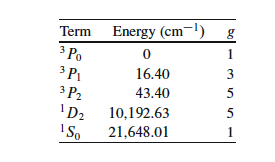 Term Energy (cm⁻¹) g
³P₀ 0 1
³P₁ 16.40 3
³P₂ 43.40 5
¹D₂ 10,192.63 5
¹S₀ 21,648.01 1